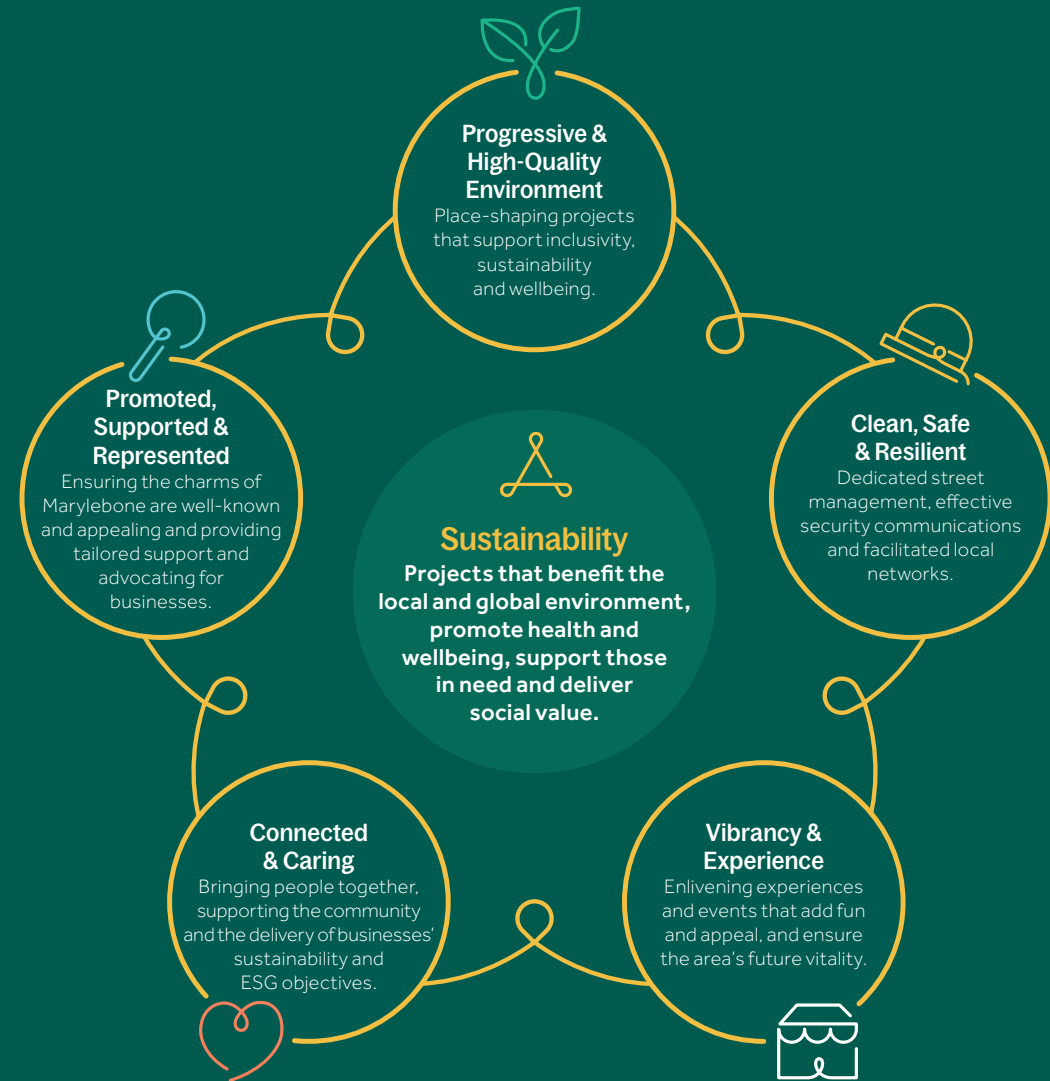 Progressive &
High-Quality
Environment
Place-shaping projects
that support inclusivity,
sustainability
and wellbeing.
Promoted,
Supported &
Represented
Ensuring the charms of
Marylebone are well-known
and appealing and providing
tailored support and
advocating for
businesses.
Clean, Safe
& Resilient
Dedicated street
management, effective
security communications
and facilitated local
networks.
Sustainability
Projects that benefit the
local and global environment,
promote health and
wellbeing, support those
in need and deliver
social value.
Connected
& Caring
Bringing people together,
supporting the community
and the delivery of businesses’
sustainability and
ESG objectives.
Vibrancy &
Experience
Enlivening experiences
and events that add fun
and appeal, and ensure
the area’s future vitality.